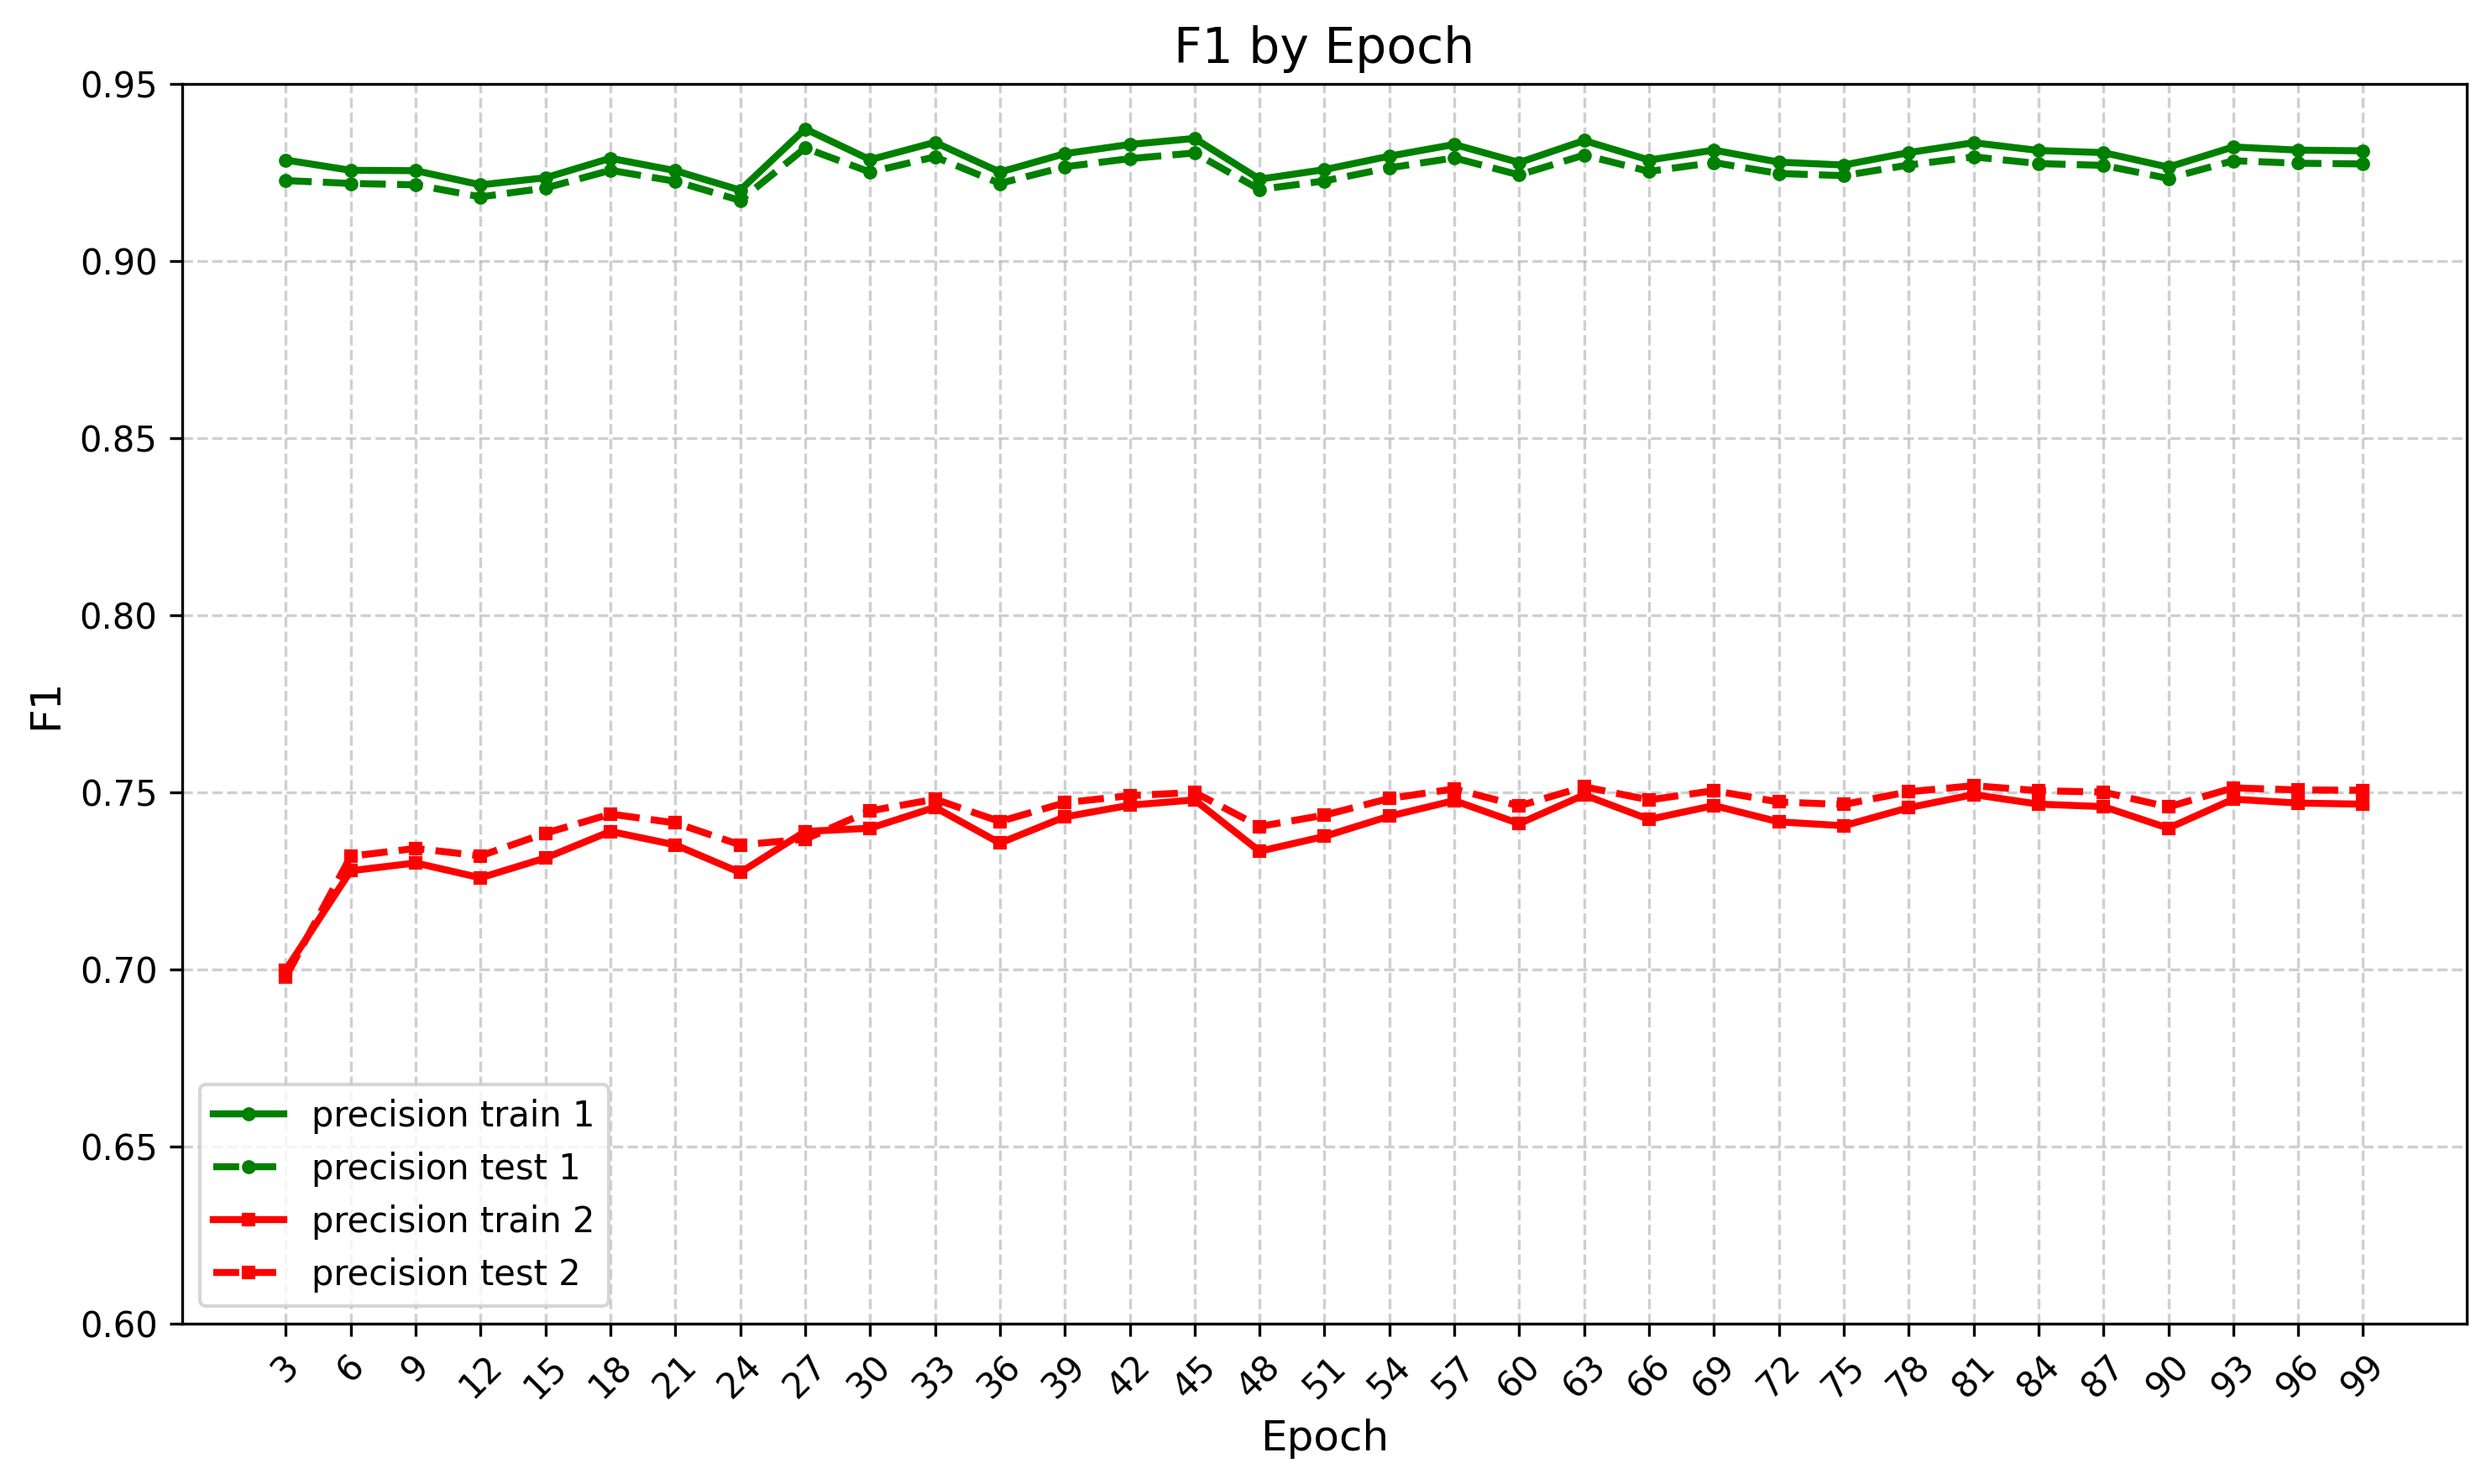 F1 by Epoch
0.95
0.90
0.85
0.80
0.75
0.70
0.65
0.60
F1
precision train 1
precision test 1
precision train 2
precision test 2
3 6 9 12 15 18 21 24 27 30 33 36 39 42 45 48 51 54 57 60 63 66 69 72 75 78 81 84 87 90 93 96 99
Epoch